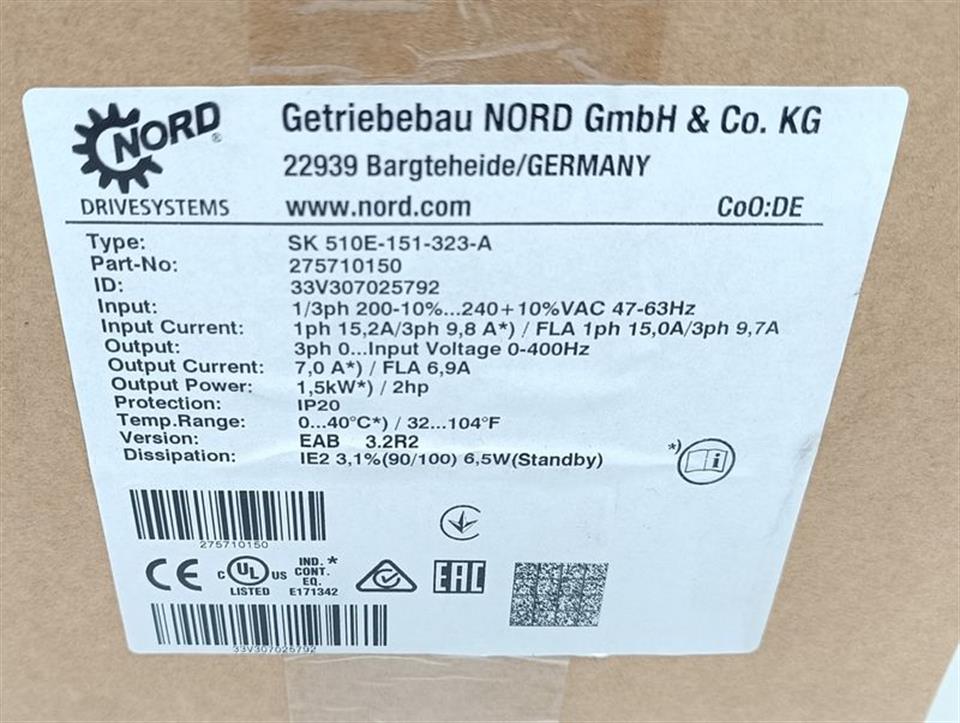 NORD®
DRIVESYSTEMS
Getriebebau NORD GmbH & Co. KG
22939 Bargteheide/GERMANY
www.nord.com CoO:DE
Type: SK 510E-151-323-A
Part-No: 275710150
ID: 33V307025792
Input: 1/3ph 200-10%...240+10%VAC 47-63Hz
Input Current: 1ph 15,2A/3ph 9,8 A*) / FLA 1ph 15,0A/3ph 9,7A
Output: 3ph 0...Input Voltage 0-400Hz
Output Current: 7,0 A*) / FLA 6,9A
Output Power: 1,5kW*) / 2hp
Protection: IP20
Temp.Range: 0...40°C*) / 32...104°F
Version: EAB 3.2R2
Dissipation: IE2 3,1%(90/100) 6,5W(Standby)
*) i
275710150
CE
C UL US
LISTED
IND. *
CONT.
EQ.
E171342
EAC
33V307025792